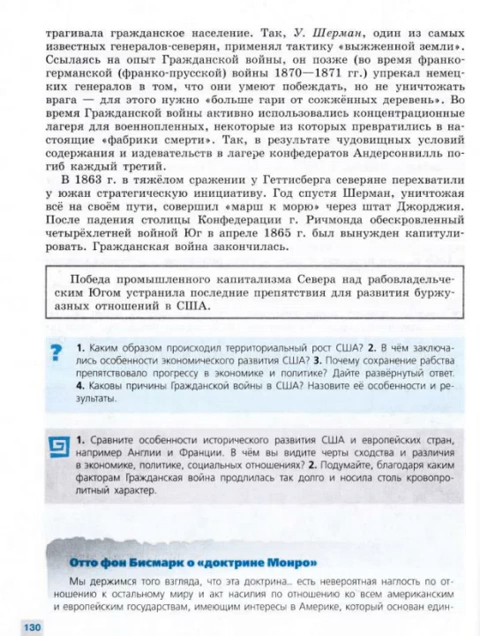 трагивала гражданское население. Так, У. Шерман, один из самых
известных генералов-северян, применял тактику «выжженной земли».
Ссылаясь на опыт Гражданской войны, он позже (во время франко-
германской (франко-прусской) войны 1870—1871 гг.) упрекал немец-
ких генералов в том, что они умеют побеждать, но не уничтожать
врага — для этого нужно «больше гари от сожжённых деревень». Во
время Гражданской войны активно использовались концентрационные
лагеря для военнопленных, некоторые из которых превратились в на-
стоящие «фабрики смерти». Так, в результате чудовищных условий
содержания и издевательств в лагере конфедератов Андерсонвилль по-
гиб каждый третий.
В 1863 г. в тяжёлом сражении у Геттисберга северяне перехватили
у южан стратегическую инициативу. Год спустя Шерман, уничтожая
всё на своём пути, совершил «марш к морю» через штат Джорджия.
После падения столицы Конфедерации г. Ричмонда обескровленный
четырёхлетней войной Юг в апреле 1865 г. был вынужден капитули-
ровать. Гражданская война закончилась.
Победа промышленного капитализма Севера над рабовладельче-
ским Югом устранила последние препятствия для развития буржу-
азных отношений в США.
? 1. Каким образом происходил территориальный рост США? 2. В чём заключа-
лись особенности экономического развития США? 3. Почему сохранение рабства
препятствовало прогрессу в экономике и политике? Дайте развёрнутый ответ.
4. Каковы причины Гражданской войны в США? Назовите её особенности и ре-
зультаты.
1. Сравните особенности исторического развития США и европейских стран,
например Англии и Франции. В чём вы видите черты сходства и различия
в экономике, политике, социальных отношениях? 2. Подумайте, благодаря каким
факторам Гражданская война продлилась так долго и носила столь кровопро-
литный характер.
Отто фон Бисмарк о «доктрине Монро»
Мы держимся того взгляда, что эта доктрина... есть невероятная наглость по от-
ношению к остальному миру и акт насилия по отношению ко всем американским
и европейским государствам, имеющим интересы в Америке, который основан един-
130